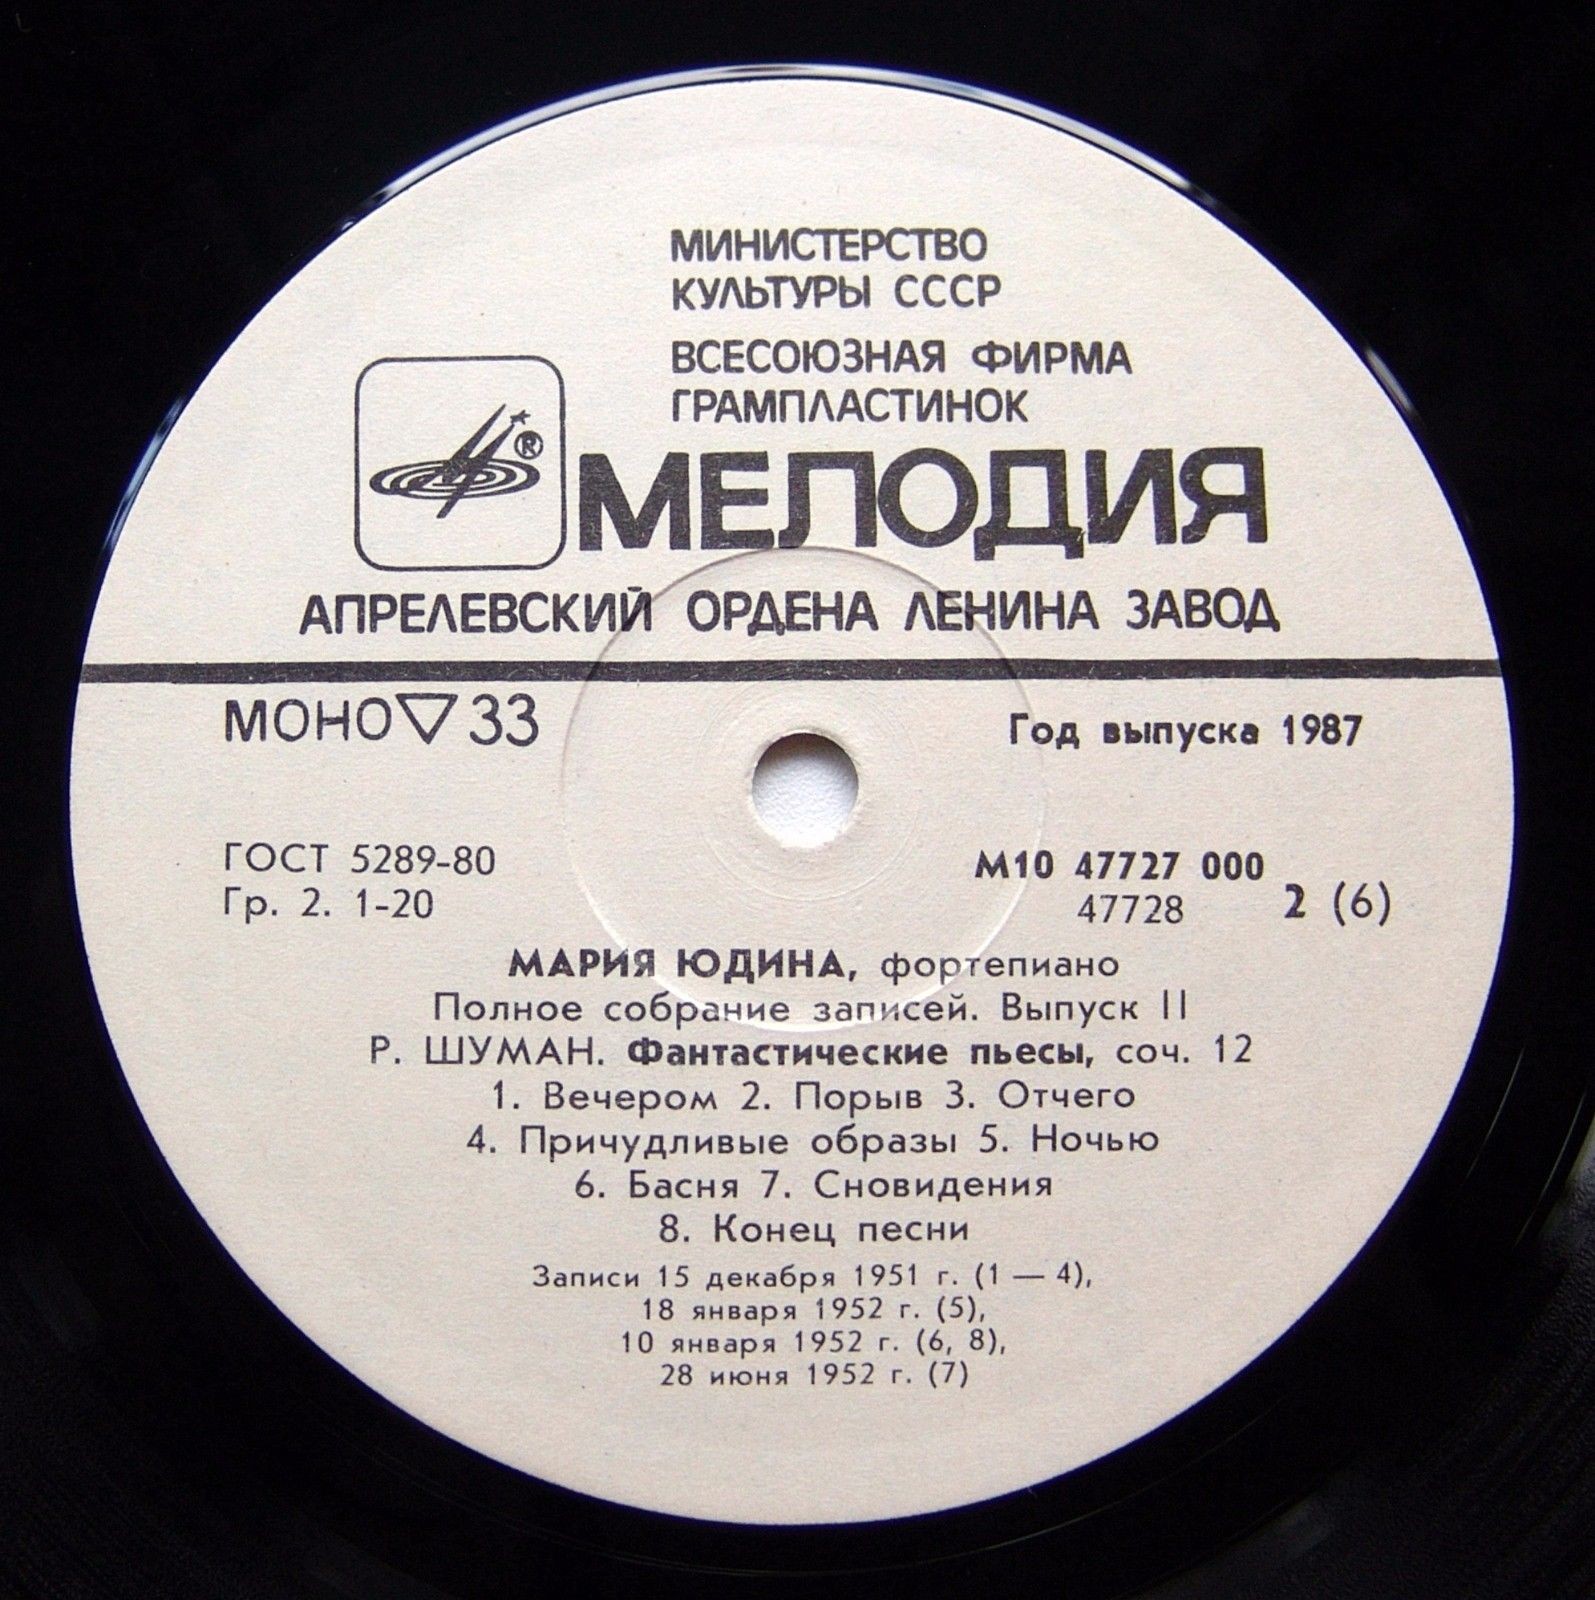 МИНИСТЕРСТВО
КУЛЬТУРЫ СССР
ВСЕСОЮЗНАЯ ФИРМА
ГРАМПЛАСТИНОК
®
МЕЛОДИЯ
АПРЕЛЕВСКИЙ ОРДЕНА ЛЕНИНА ЗАВОД
МОНО ▽ 33
Год выпуска 1987
ГОСТ 5289-80
Гр. 2. 1-20
М10 47727 000
47728
2 (6)
МАРИЯ ЮДИНА, фортепиано
Полное собрание записей. Выпуск II
Р. ШУМАН. Фантастические пьесы, соч. 12
1. Вечером 2. Порыв 3. Отчего
4. Причудливые образы 5. Ночью
6. Басня 7. Сновидения
8. Конец песни
Записи 15 декабря 1951 г. (1 — 4),
18 января 1952 г. (5),
10 января 1952 г. (6, 8),
28 июня 1952 г. (7)